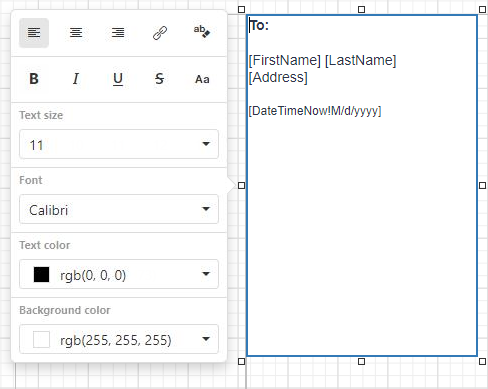 ab
B I U S Aa
Text size
11
Font
Calibri
Text color
rgb(0, 0, 0)
Background color
rgb(255, 255, 255)
To:
[FirstName] [LastName]
[Address]
[DateTimeNow!M/d/yyyy]